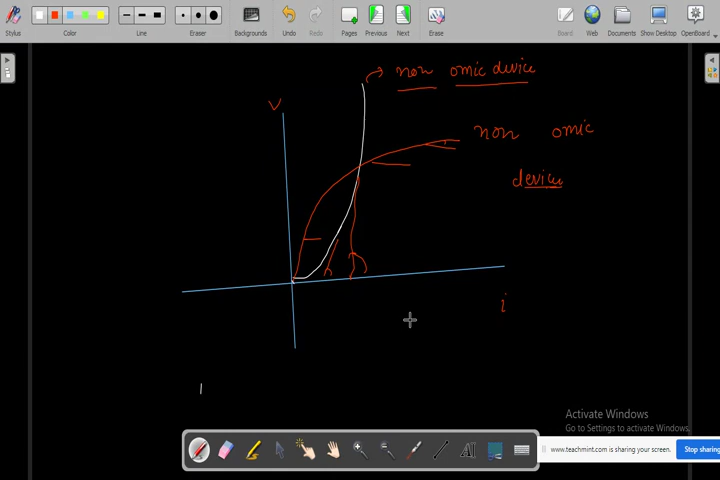 Stylus
Color
Line
Eraser
Backgrounds
Undo
Redo
Pages
Previous
Next
Erase
Board
Web
Documents
Show Desktop
OpenBoard
non omic device
V
non omic
device
i
Activate Windows
Go to Settings to activate Windows.
www.teachmint.com is sharing your screen.
Stop sharing